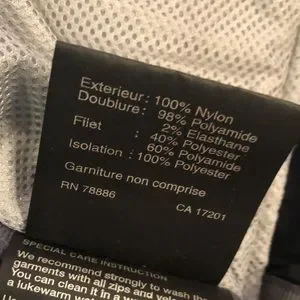 Exterieur: 100% Nylon
Doublure: 98% Polyamide
2% Elasthane
Filet : 40% Polyester
60% Polyamide
Isolation : 100% Polyester
Garniture non comprise
RN 78886 CA 17201
SPECIAL CARE INSTRUCTION
We recommend strongly to wash the
garments with all zips and
You can clean it in a
a lukewarm